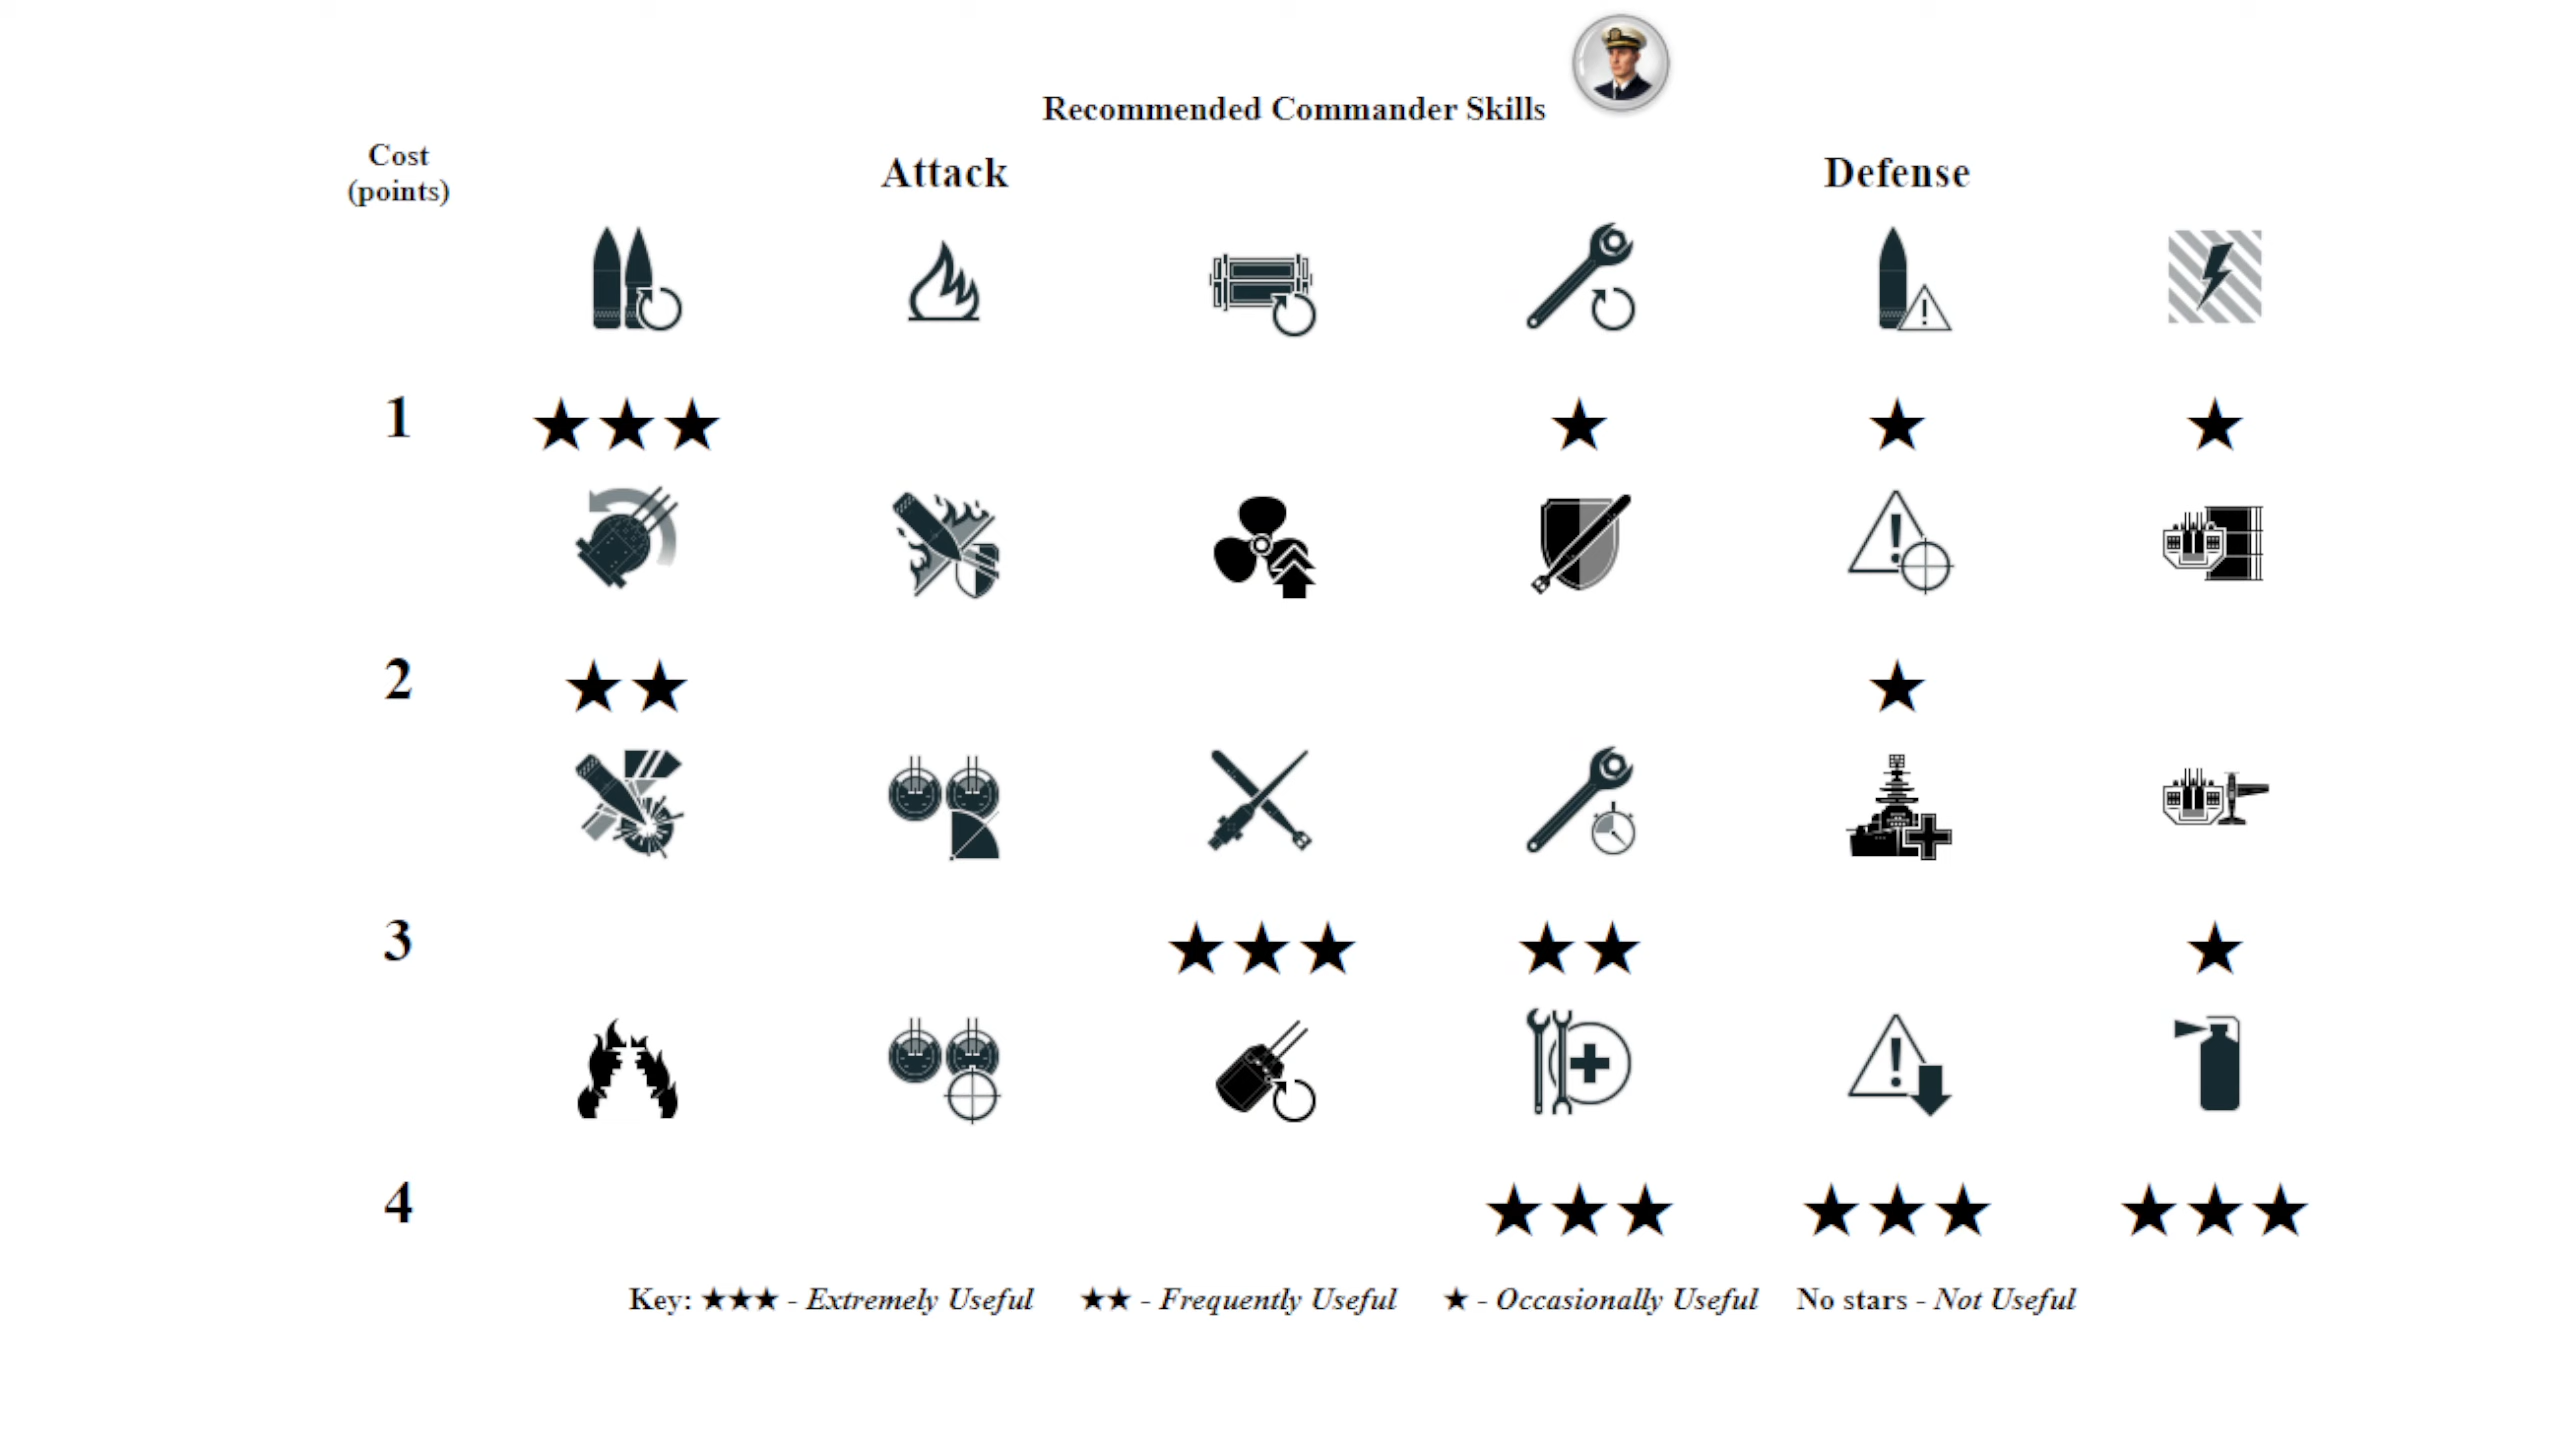 Recommended Commander Skills
Cost
(points)
Attack
Defense
1
★★★ ★ ★ ★
2
★★ ★
3
★★★ ★★ ★
4
★★★ ★★★ ★★★
Key: ★★★ - Extremely Useful ★★ - Frequently Useful ★ - Occasionally Useful No stars - Not Useful